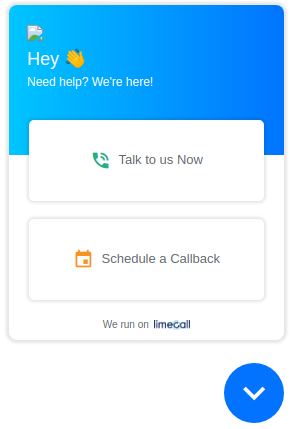 Hey 👋
Need help? We're here!
Talk to us Now
Schedule a Callback
We run on limecall